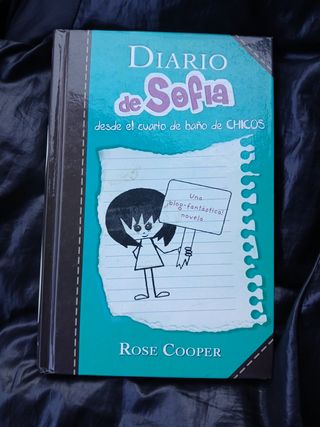 DIARIO
de Sofía
desde el cuarto de baño de CHICOS
Una
¡blog-fantástica!
novela
ROSE COOPER